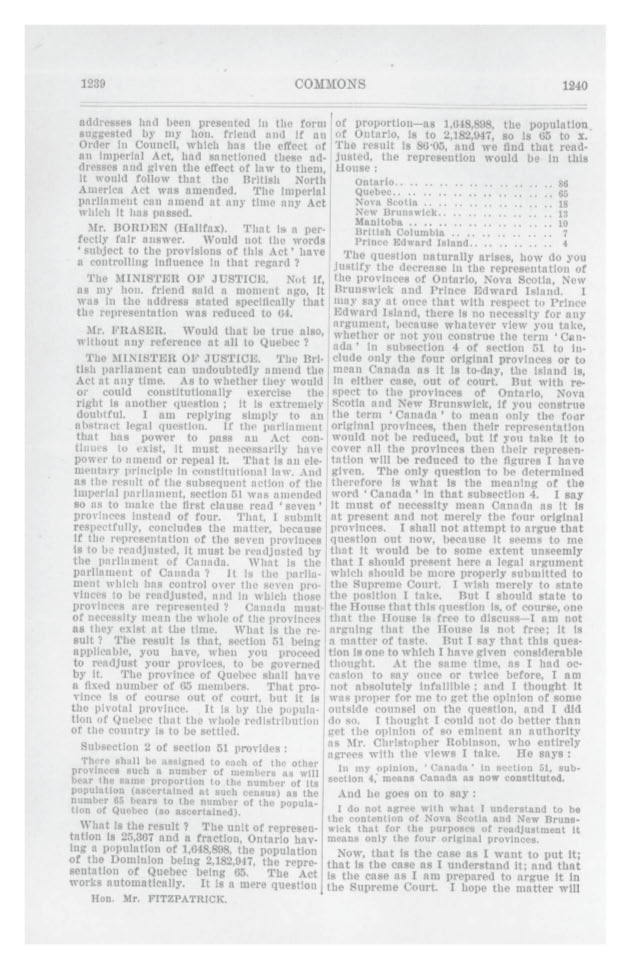 1239
COMMONS
1240
addresses had been presented in the form
suggested by my hon. friend and if an
Order in Council, which has the effect of
an imperial Act, had sanctioned these ad-
dresses and given the effect of law to them,
it would follow that the British North
America Act was amended. The imperial
parliament can amend at any time any Act
which it has passed.
Mr. BORDEN (Halifax). That is a per-
fectly fair answer. Would not the words
' subject to the provisions of this Act ' have
a controlling influence in that regard ?
The MINISTER OF JUSTICE. Not if,
as my hon. friend said a moment ago, it
was in the address stated specifically that
the representation was reduced to 64.
Mr. FRASER. Would that be true also,
without any reference at all to Quebec ?
The MINISTER OF JUSTICE. The Bri-
tish parliament can undoubtedly amend the
Act at any time. As to whether they would
or could constitutionally exercise the
right is another question ; it is extremely
doubtful. I am replying simply to an
abstract legal question. If the parliament
that has power to pass an Act con-
tinues to exist, it must necessarily have
power to amend or repeal it. That is an ele-
mentary principle in constitutional law. And
as the result of the subsequent action of the
imperial parliament, section 51 was amended
so as to make the first clause read ' seven '
provinces instead of four. That, I submit
respectfully, concludes the matter, because
if the representation of the seven provinces
is to be readjusted, it must be readjusted by
the parliament of Canada. What is the
parliament of Canada ? It is the parlia-
ment which has control over the seven pro-
vinces to be readjusted, and in which those
provinces are represented ? Canada must
of necessity mean the whole of the provinces
as they exist at the time. What is the re-
sult ? The result is that, section 51 being
applicable, you have, when you proceed
to readjust your provices, to be governed
by it. The province of Quebec shall have
a fixed number of 65 members. That pro-
vince is of course out of court, but it is
the pivotal province. It is by the popula-
tion of Quebec that the whole redistribution
of the country is to be settled.
Subsection 2 of section 51 provides :
There shall be assigned to each of the other
provinces such a number of members as will
bear the same proportion to the number of its
population (ascertained at such census) as the
number 65 bears to the number of the popula-
tion of Quebec (so ascertained).
What is the result ? The unit of represen-
tation is 25,367 and a fraction, Ontario hav-
ing a population of 1,648,898, the population
of the Dominion being 2,182,947, the repre-
sentation of Quebec being 65. The Act
works automatically. It is a mere question
Hon. Mr. FITZPATRICK.
of proportion—as 1,648,898, the population
of Ontario, is to 2,182,947, so is 65 to x.
The result is 86·05, and we find that read-
justed, the represention would be in this
House :
Ontario.. .. .. .. .. .. .. .. .. .. 86
Quebec.. .. .. .. .. .. .. .. .. .. 65
Nova Scotia .. .. .. .. .. .. .. .. 18
New Brunswick.. .. .. .. .. .. .. .. 13
Manitoba .. .. .. .. .. .. .. .. .. 10
British Columbia .. .. .. .. .. .. 7
Prince Edward Island.. .. .. .. .. 4
The question naturally arises, how do you
justify the decrease in the representation of
the provinces of Ontario, Nova Scotia, New
Brunswick and Prince Edward Island. I
may say at once that with respect to Prince
Edward Island, there is no necessity for any
argument, because whatever view you take,
whether or not you construe the term ' Can-
ada ' in subsection 4 of section 51 to in-
clude only the four original provinces or to
mean Canada as it is to-day, the island is,
in either case, out of court. But with re-
spect to the provinces of Ontario, Nova
Scotia and New Brunswick, if you construe
the term ' Canada ' to mean only the four
original provinces, then their representation
would not be reduced, but if you take it to
cover all the provinces then their represen-
tation will be reduced to the figures I have
given. The only question to be determined
therefore is what is the meaning of the
word ' Canada ' in that subsection 4. I say
it must of necessity mean Canada as it is
at present and not merely the four original
provinces. I shall not attempt to argue that
question out now, because it seems to me
that it would be to some extent unseemly
that I should present here a legal argument
which should be more properly submitted to
the Supreme Court. I wish merely to state
the position I take. But I should state to
the House that this question is, of course, one
that the House is free to discuss—I am not
arguing that the House is not free; it is
a matter of taste. But I say that this ques-
tion is one to which I have given considerable
thought. At the same time, as I had oc-
casion to say once or twice before, I am
not absolutely infallible ; and I thought it
was proper for me to get the opinion of some
outside counsel on the question, and I did
do so. I thought I could not do better than
get the opinion of so eminent an authority
as Mr. Christopher Robinson, who entirely
agrees with the views I take. He says :
In my opinion, ' Canada ' in section 51, sub-
section 4, means Canada as now constituted.
And he goes on to say :
I do not agree with what I understand to be
the contention of Nova Scotia and New Bruns-
wick that for the purposes of readjustment it
means only the four original provinces.
Now, that is the case as I want to put it;
that is the case as I understand it; and that
is the case as I am prepared to argue it in
the Supreme Court. I hope the matter will